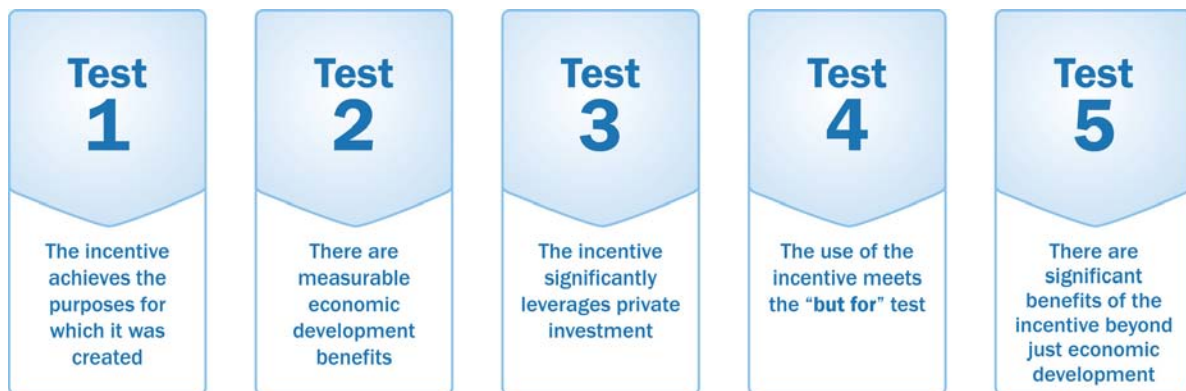 Test
1
The incentive
achieves the
purposes for
which it was
created
Test
2
There are
measurable
economic
development
benefits
Test
3
The incentive
significantly
leverages private
investment
Test
4
The use of the
incentive meets
the “but for” test
Test
5
There are
significant
benefits of the
incentive beyond
just economic
development